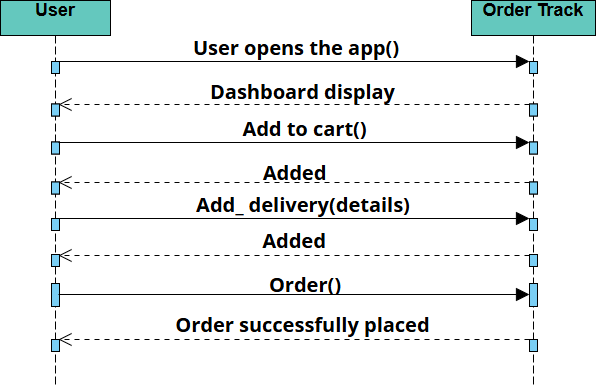 User
Order Track
User opens the app()
Dashboard display
Add to cart()
Added
Add_ delivery(details)
Added
Order()
Order successfully placed